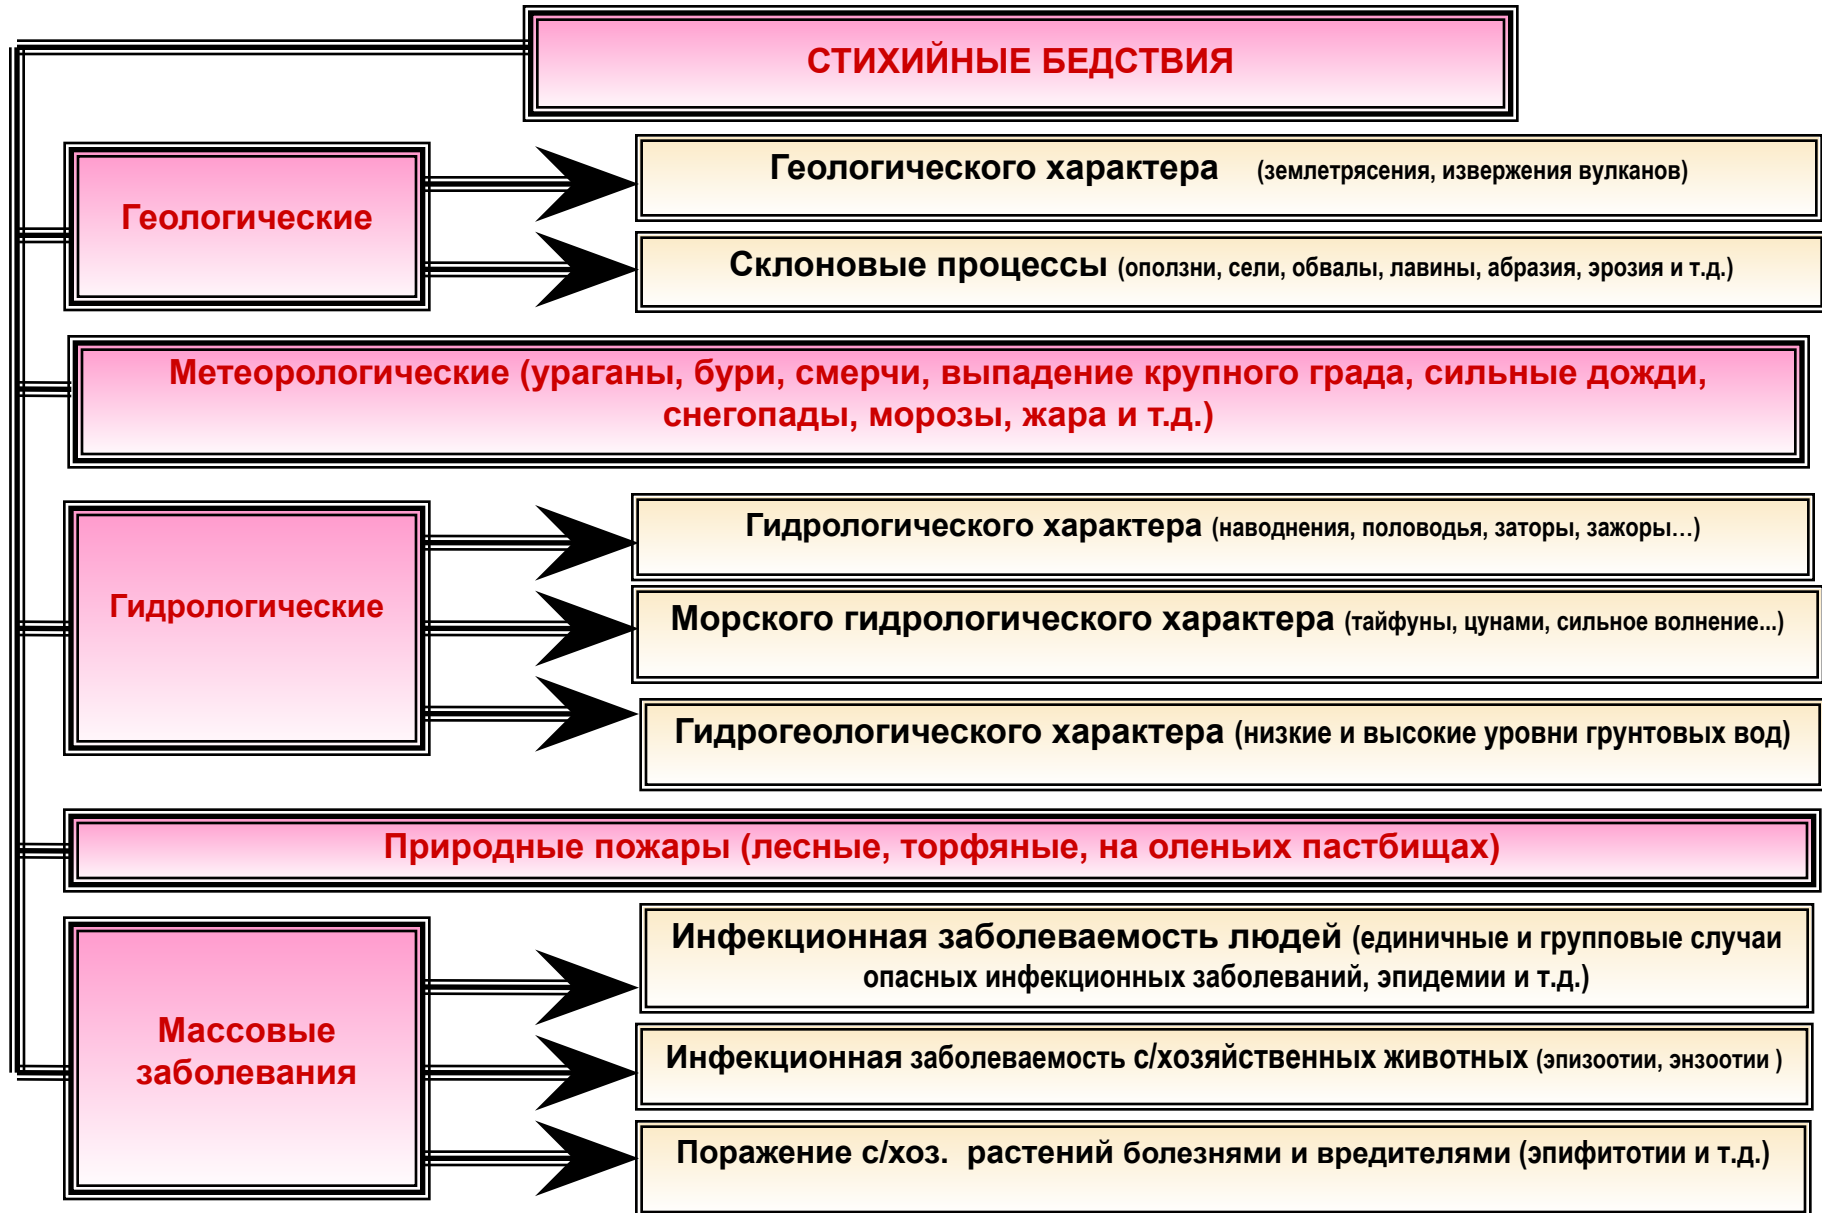 СТИХИЙНЫЕ БЕДСТВИЯ
Геологические
Геологического характера (землетрясения, извержения вулканов)
Склоновые процессы (оползни, сели, обвалы, лавины, абразия, эрозия и т.д.)
Метеорологические (ураганы, бури, смерчи, выпадение крупного града, сильные дожди,
снегопады, морозы, жара и т.д.)
Гидрологические
Гидрологического характера (наводнения, половодья, заторы, зажоры…)
Морского гидрологического характера (тайфуны, цунами, сильное волнение...)
Гидрогеологического характера (низкие и высокие уровни грунтовых вод)
Природные пожары (лесные, торфяные, на оленьих пастбищах)
Массовые
заболевания
Инфекционная заболеваемость людей (единичные и групповые случаи
опасных инфекционных заболеваний, эпидемии и т.д.)
Инфекционная заболеваемость с/хозяйственных животных (эпизоотии, энзоотии )
Поражение с/хоз. растений болезнями и вредителями (эпифитотии и т.д.)